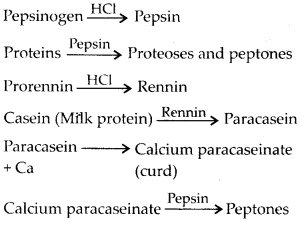 Pepsinogen HCl→ Pepsin
Proteins Pepsin→ Proteoses and peptones
Prorennin HCl→ Rennin
Casein (Milk protein) Rennin→ Paracasein
Paracasein + Ca → Calcium paracaseinate (curd)
Calcium paracaseinate Pepsin→ Peptones